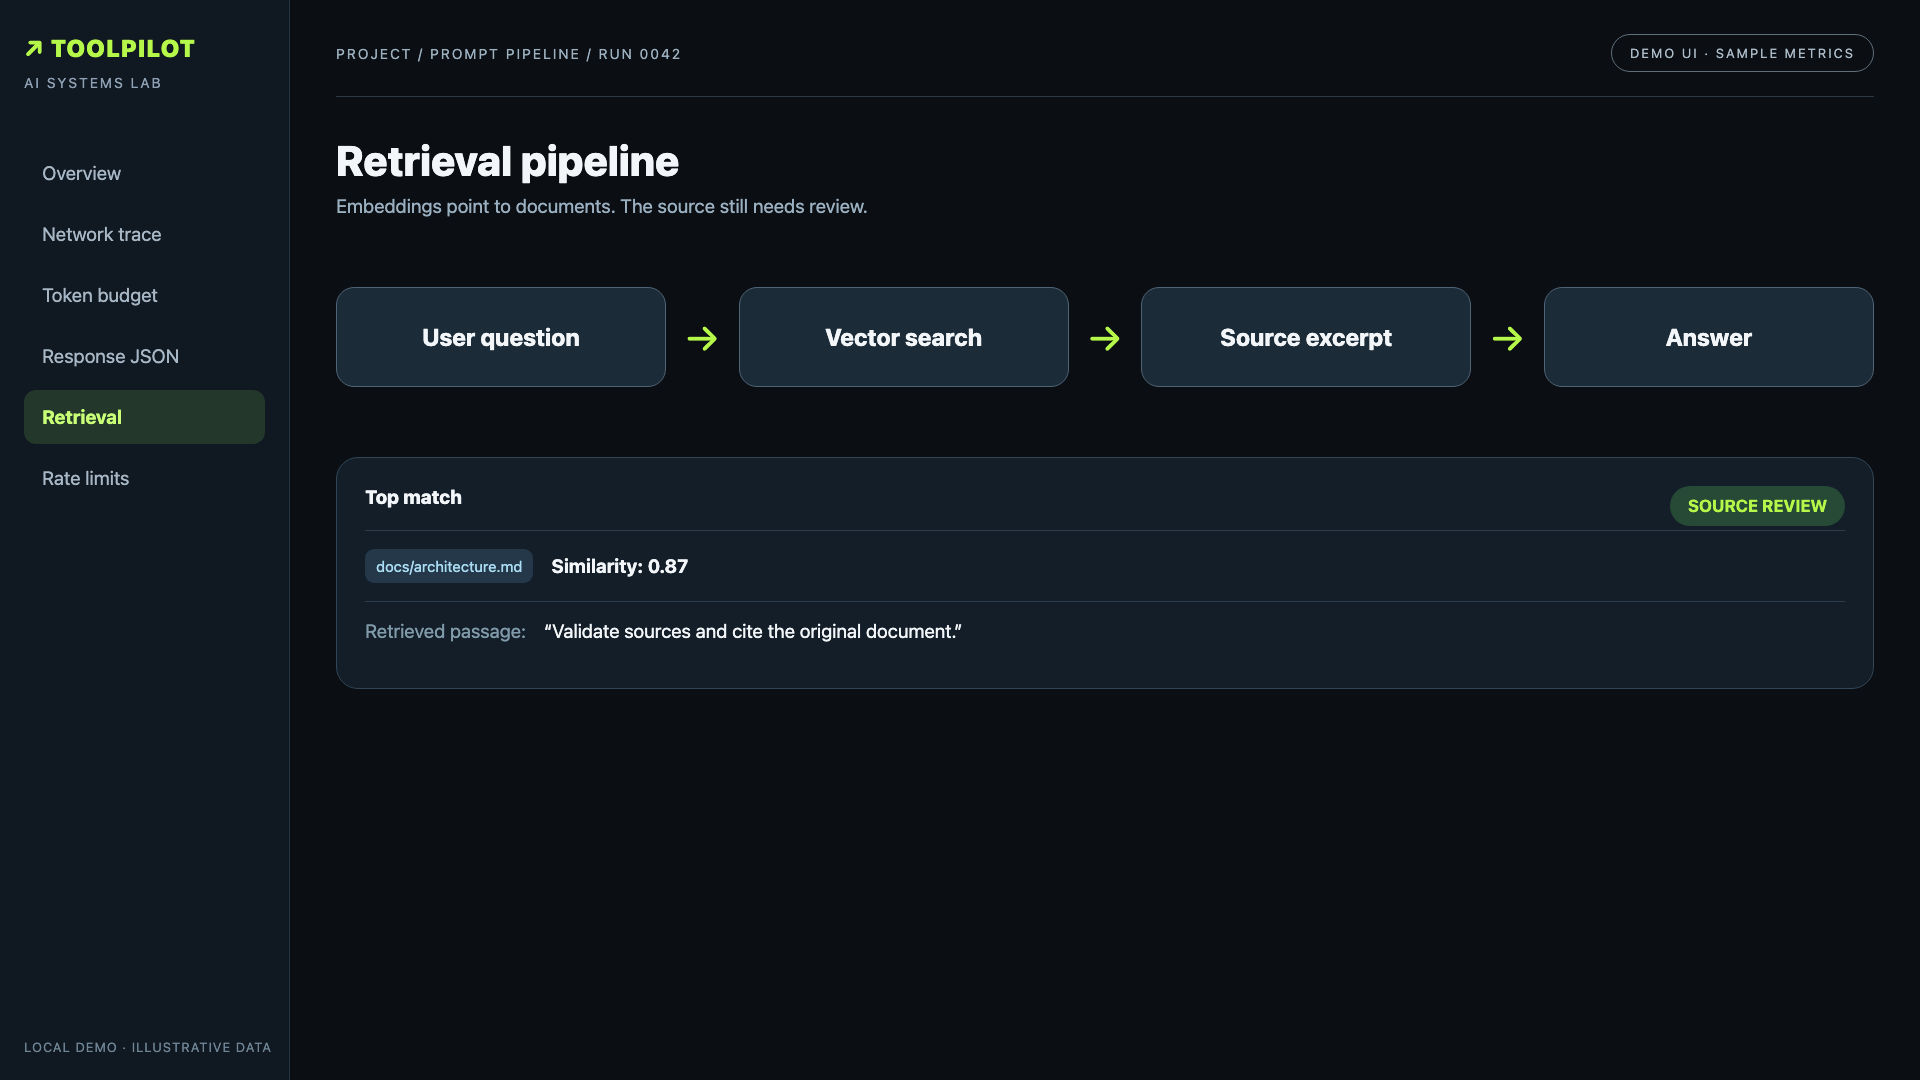 TOOLPILOT
AI SYSTEMS LAB
Overview
Network trace
Token budget
Response JSON
Retrieval
Rate limits
LOCAL DEMO · ILLUSTRATIVE DATA
PROJECT / PROMPT PIPELINE / RUN 0042
DEMO UI · SAMPLE METRICS
Retrieval pipeline
Embeddings point to documents. The source still needs review.
User question → Vector search → Source excerpt → Answer
Top match
SOURCE REVIEW
docs/architecture.md Similarity: 0.87
Retrieved passage: “Validate sources and cite the original document.”